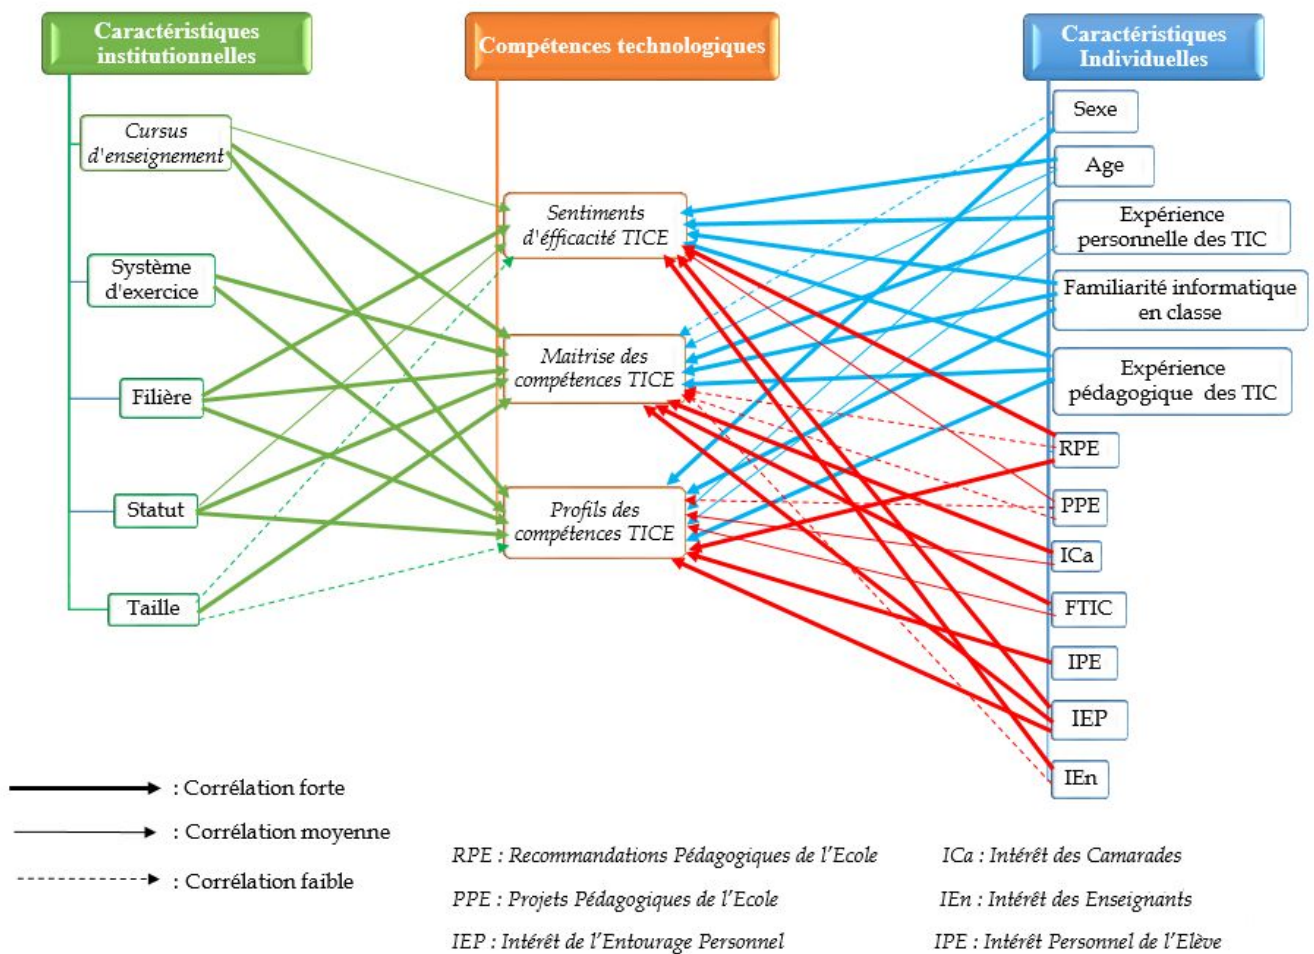 Caractéristiques
institutionnelles
Compétences technologiques
Caractéristiques
Individuelles
Cursus
d'enseignement
Système
d'exercice
Filière
Statut
Taille
Sentiments
d'éfficacité TICE
Maitrise des
compétences TICE
Profils des
compétences TICE
Sexe
Age
Expérience
personnelle des TIC
Familiarité informatique
en classe
Expérience
pédagogique des TIC
RPE
PPE
ICa
FTIC
IPE
IEP
IEn
: Corrélation forte
: Corrélation moyenne
: Corrélation faible
RPE : Recommandations Pédagogiques de l'Ecole
PPE : Projets Pédagogiques de l'Ecole
IEP : Intérêt de l'Entourage Personnel
ICa : Intérêt des Camarades
IEn : Intérêt des Enseignants
IPE : Intérêt Personnel de l'Elève